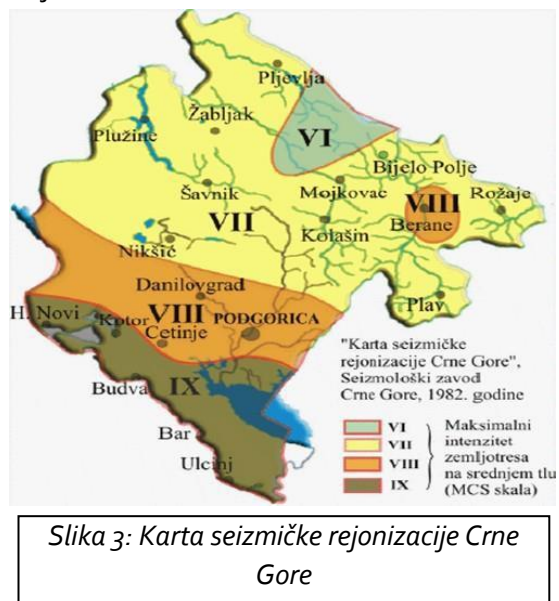 Pljevlja
Žabljak
VI
Plužine
Bijelo Polje
Šavnik
Mojkovac
VIII
Rožaje
VII
Berane
Kolašin
Nikšić
Danilovgrad
Plav
H. Novi
VIII
PODGORICA
Kotor
Cetinje
Budva
IX
Bar
Ulcinj
"Karta seizmičke
rejonizacije Crne Gore",
Seizmološki zavod
Crne Gore, 1982. godine
VI
VII
VIII
IX
Maksimalni
intenzitet
zemljotresa
na srednjem tlu
(MCS skala)
Slika 3: Karta seizmičke rejonizacije Crne
Gore